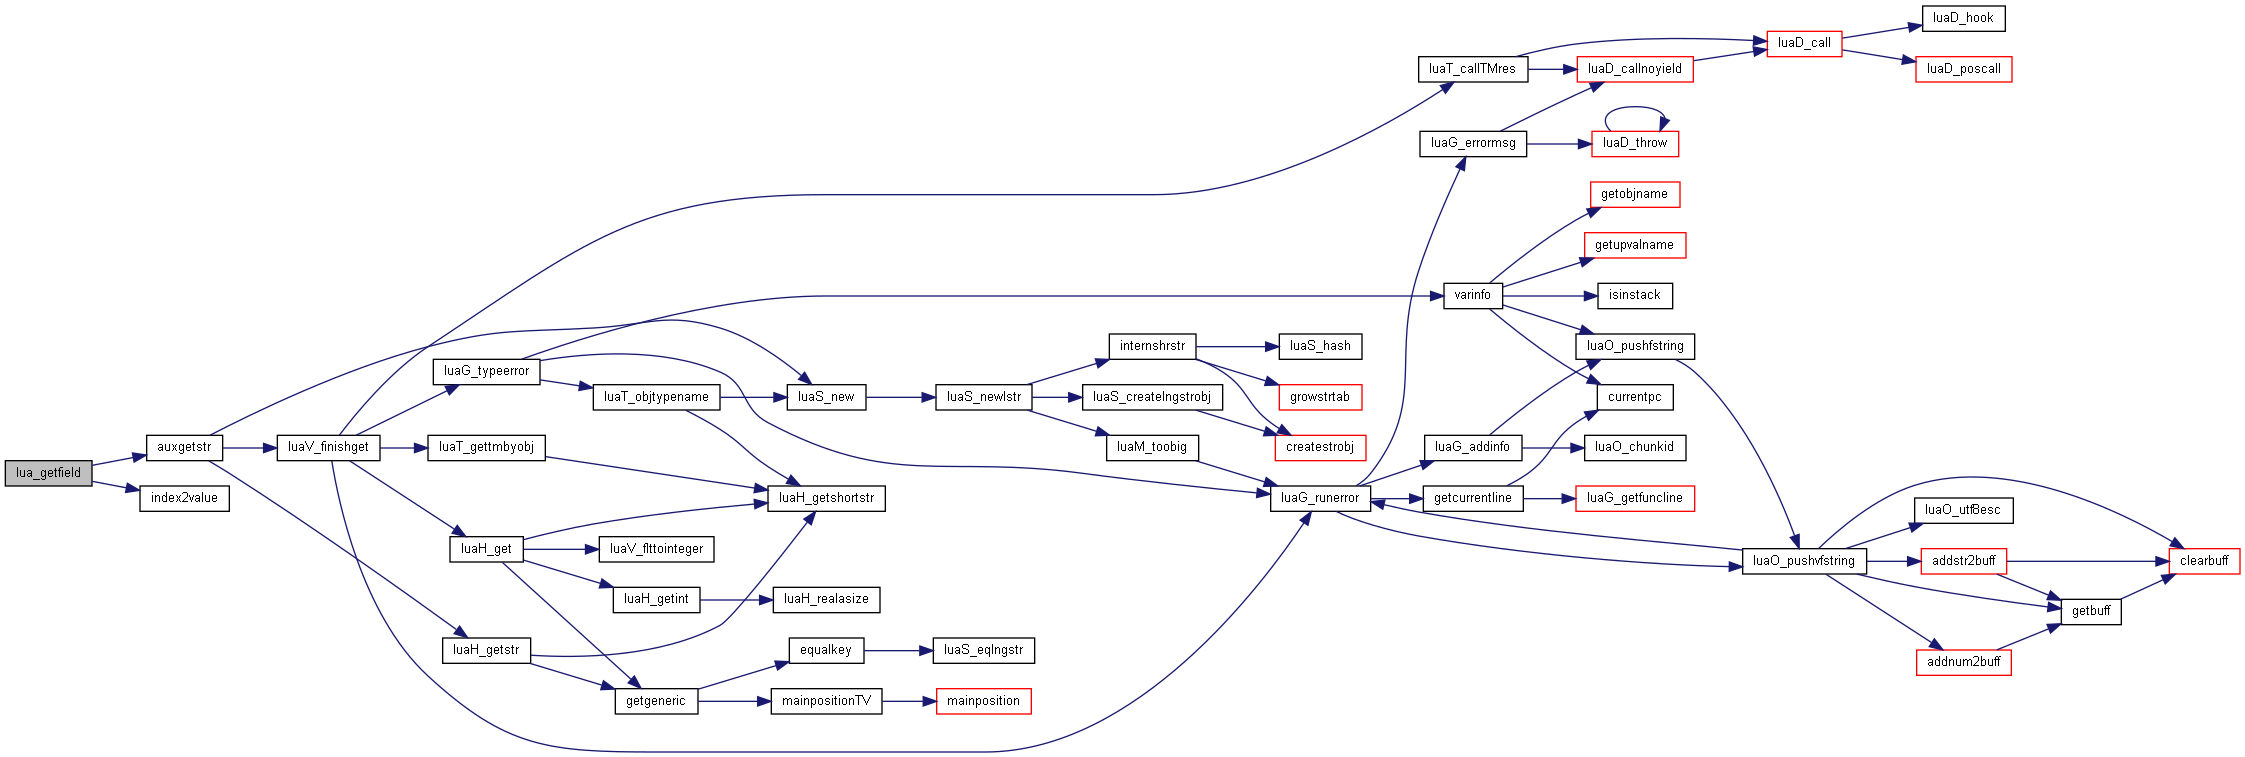 lua_getfield
auxgetstr
index2value
luaV_finishget
luaG_typeerror
luaT_gettmbyobj
luaH_get
luaH_getstr
luaT_objtypename
luaV_flttointeger
luaH_getint
getgeneric
luaS_new
luaH_getshortstr
luaH_realasize
equalkey
mainpositionTV
luaS_newlstr
luaS_eqlngstr
mainposition
internshrstr
luaS_createlngstrobj
luaM_toobig
luaS_hash
growstrtab
createstrobj
luaG_runerror
luaT_callTMres
luaG_errormsg
varinfo
luaG_addinfo
getcurrentline
luaD_callnoyield
luaD_throw
getobjname
getupvalname
isinstack
luaO_pushfstring
currentpc
luaO_chunkid
luaG_getfuncline
luaD_call
luaO_pushvfstring
luaD_hook
luaD_poscall
luaO_utf8esc
addstr2buff
addnum2buff
getbuff
clearbuff